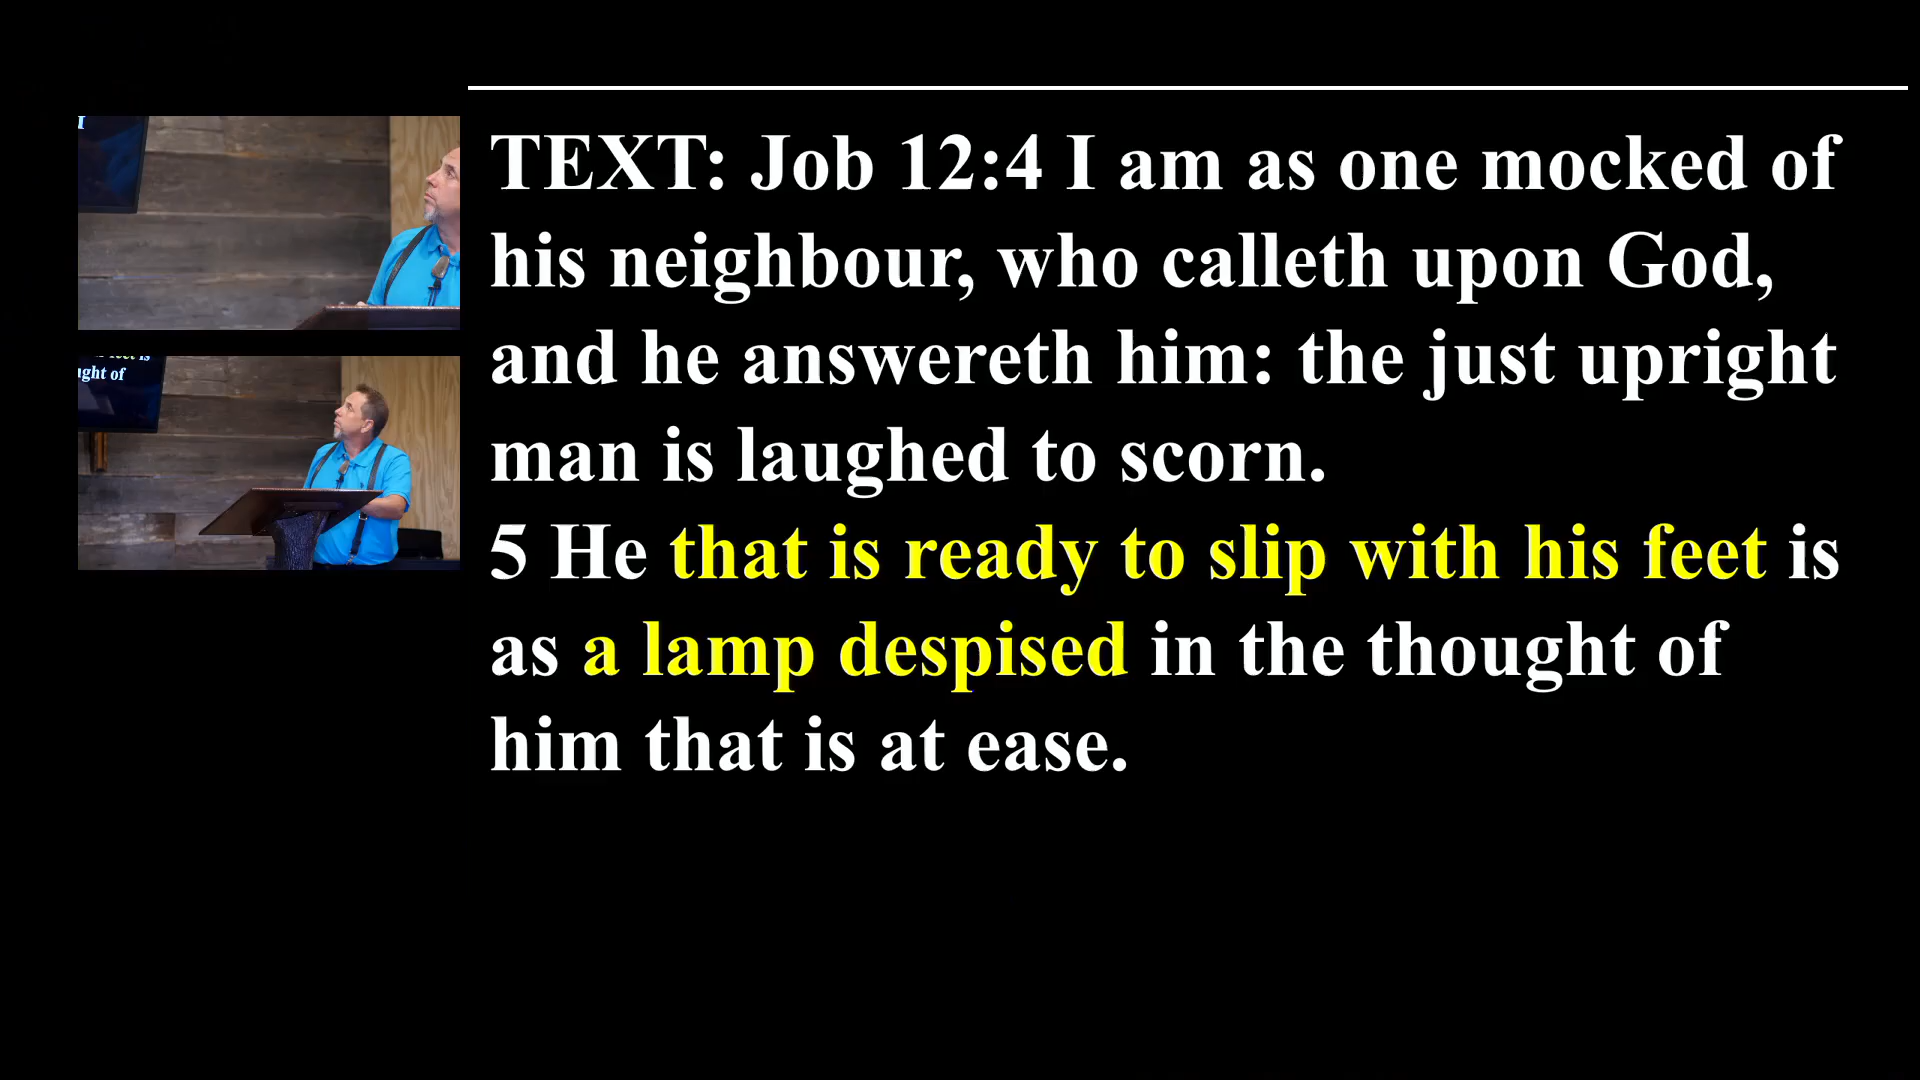 TEXT: Job 12:4 I am as one mocked of
his neighbour, who calleth upon God,
and he answereth him: the just upright
man is laughed to scorn.
5 He that is ready to slip with his feet is
as a lamp despised in the thought of
him that is at ease.
I
feet is
ght of